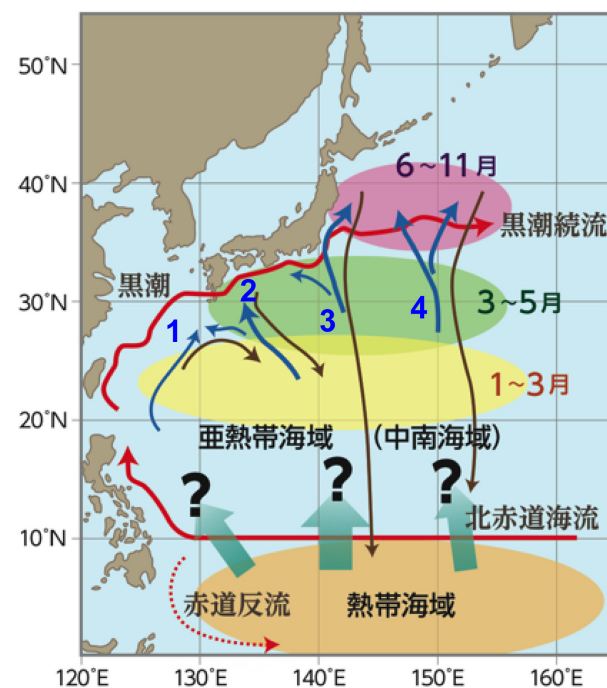 50˚N
40˚N
30˚N
20˚N
10˚N
6~11月
黒潮続流
黒潮
1
2
3
4
3~5月
1~3月
亜熱帯海域 (中南海域)
?
?
?
北赤道海流
赤道反流
熱帯海域
120˚E
130˚E
140˚E
150˚E
160˚E